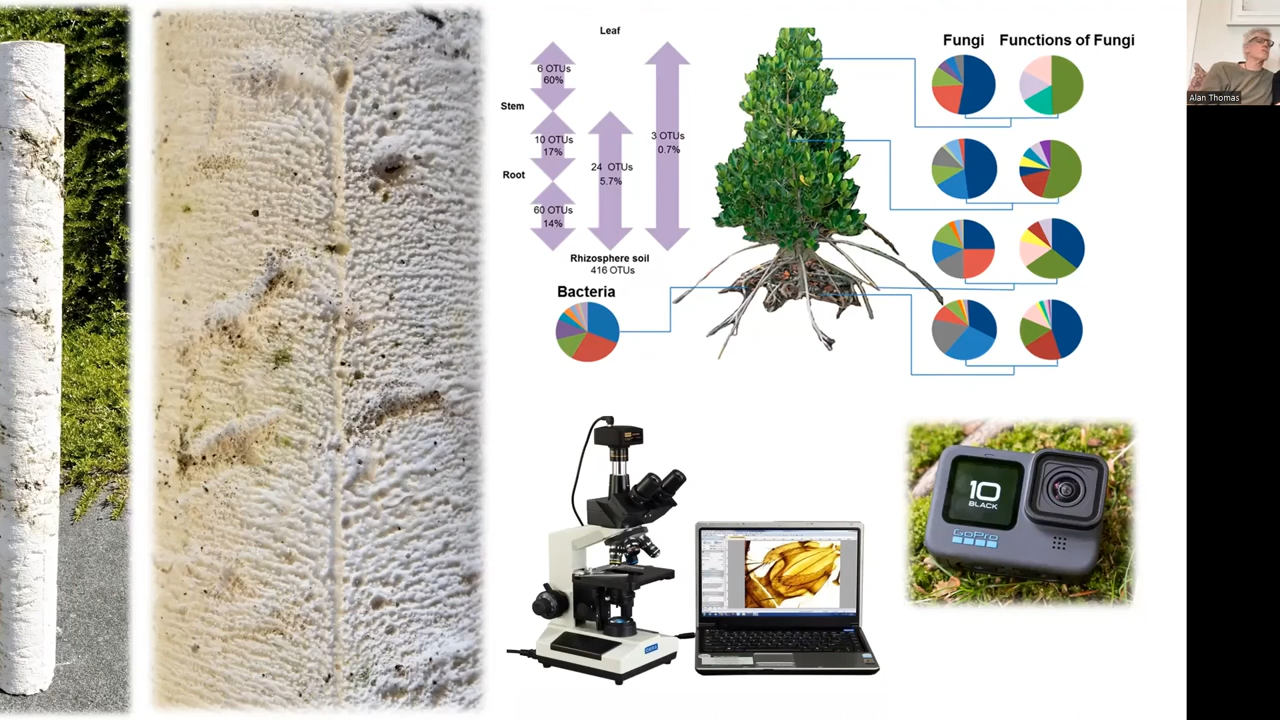 Leaf
6 OTUs
60%
Stem
10 OTUs
17%
24 OTUs
5.7%
3 OTUs
0.7%
Root
60 OTUs
14%
Rhizosphere soil
416 OTUs
Bacteria
Fungi
Functions of Fungi
10
BLACK
GoPro
Alan Thomas